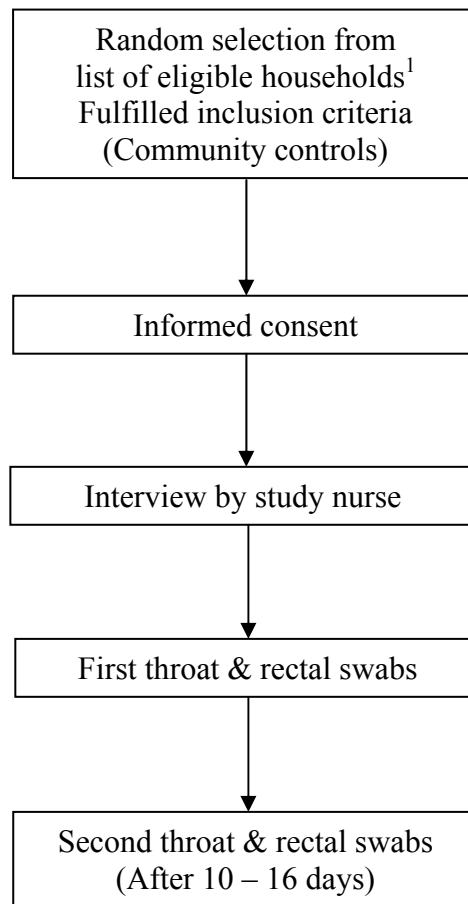 Random selection from
list of eligible households¹
Fulfilled inclusion criteria
(Community controls)
Informed consent
Interview by study nurse
First throat & rectal swabs
Second throat & rectal swabs
(After 10 – 16 days)